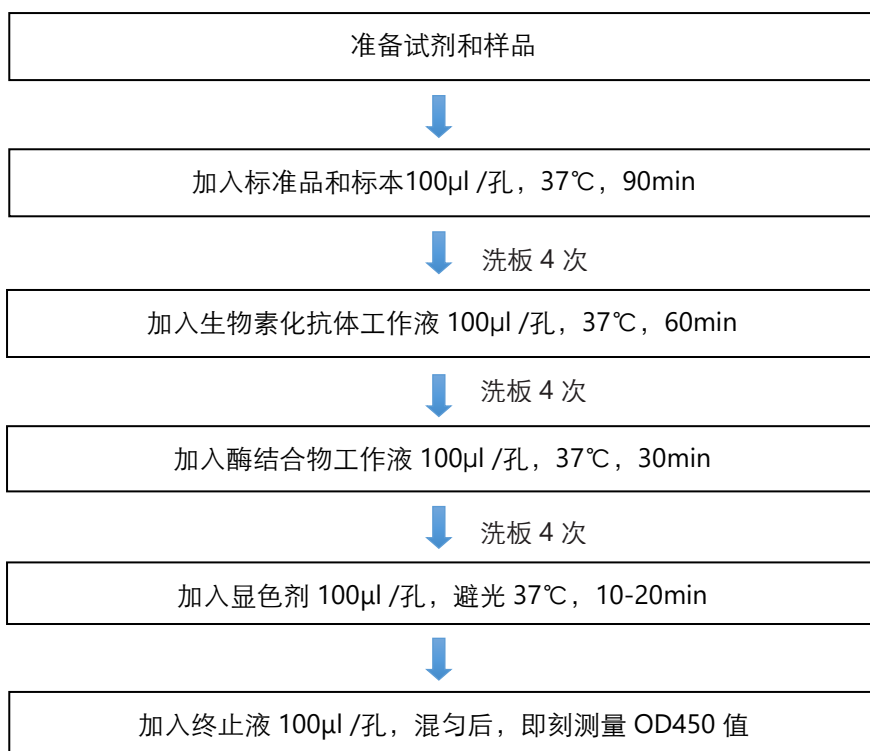 准备试剂和样品
加入标准品和标本100μl /孔，37℃，90min
洗板 4 次
加入生物素化抗体工作液 100μl /孔，37℃，60min
洗板 4 次
加入酶结合物工作液 100μl /孔，37℃，30min
洗板 4 次
加入显色剂 100μl /孔，避光 37℃，10-20min
加入终止液 100μl /孔，混匀后，即刻测量 OD450 值